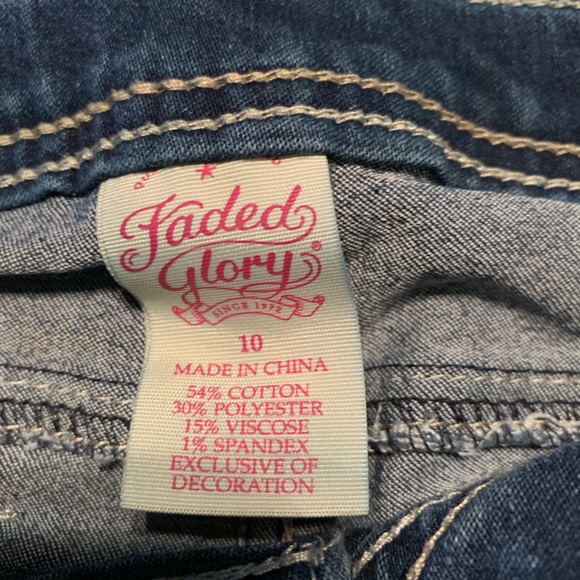 Faded
Glory®
SINCE 1972
10
MADE IN CHINA
54% COTTON
30% POLYESTER
15% VISCOSE
1% SPANDEX
EXCLUSIVE OF
DECORATION